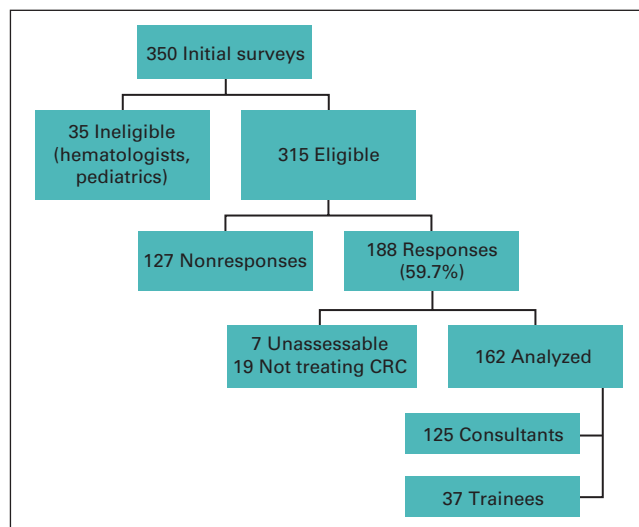 350 Initial surveys
35 Ineligible
(hematologists,
pediatrics)
315 Eligible
127 Nonresponses
188 Responses
(59.7%)
7 Unassessable
19 Not treating CRC
162 Analyzed
125 Consultants
37 Trainees